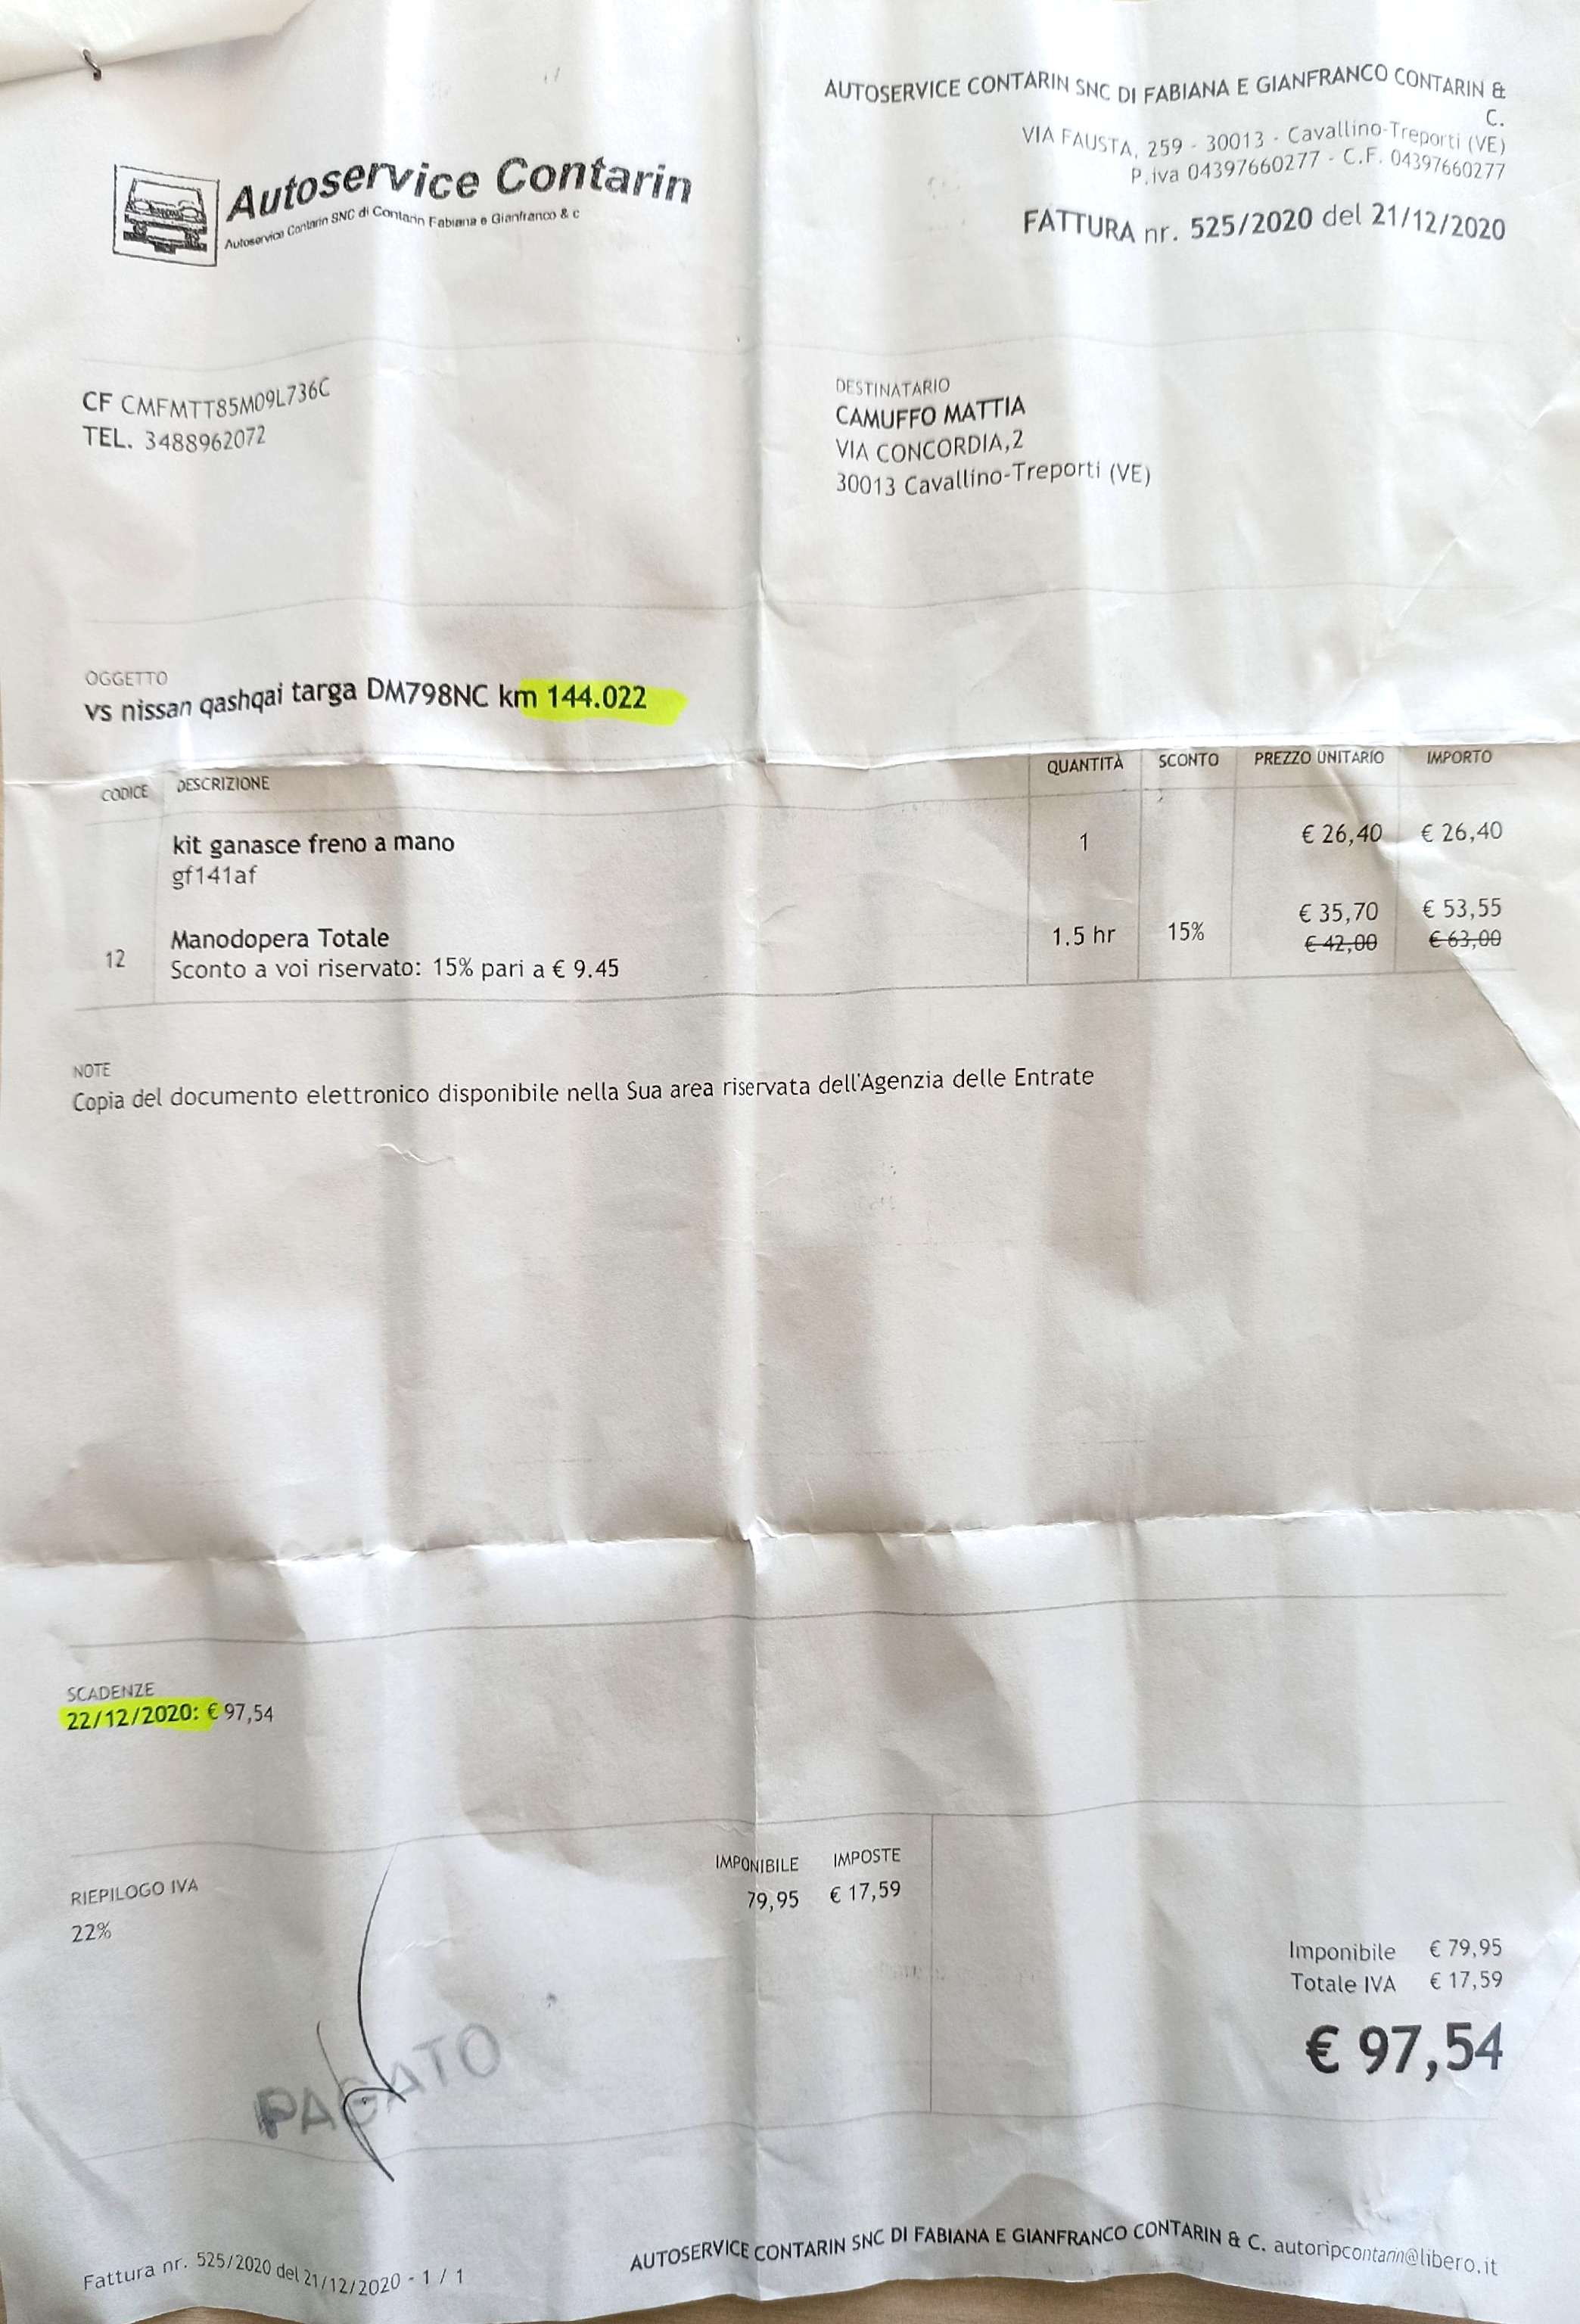 Autoservice Contarin
Autoservice Contarin SNC di Contarin Fabiana e Gianfranco & c
AUTOSERVICE CONTARIN SNC DI FABIANA E GIANFRANCO CONTARIN &
C.
VIA FAUSTA, 259 - 30013 - Cavallino-Treporti (VE)
P.iva 04397660277 - C.F. 04397660277
FATTURA nr. 525/2020 del 21/12/2020
CF CMFMTT85M09L736C
TEL. 3488962072
DESTINATARIO
CAMUFFO MATTIA
VIA CONCORDIA,2
30013 Cavallino-Treporti (VE)
OGGETTO
vs nissan qashqai targa DM798NC km 144.022
CODICE DESCRIZIONE QUANTITÀ SCONTO PREZZO UNITARIO IMPORTO
kit ganasce freno a mano 1 € 26,40 € 26,40
gf141af
12 Manodopera Totale 1.5 hr 15% € 35,70 € 53,55
Sconto a voi riservato: 15% pari a € 9.45 € 42,00 € 63,00
NOTE
Copia del documento elettronico disponibile nella Sua area riservata dell'Agenzia delle Entrate
SCADENZE
22/12/2020: € 97,54
RIEPILOGO IVA IMPONIBILE IMPOSTE
22% 79,95 € 17,59
Imponibile € 79,95
Totale IVA € 17,59
€ 97,54
PAGATO
Fattura nr. 525/2020 del 21/12/2020 - 1 / 1
AUTOSERVICE CONTARIN SNC DI FABIANA E GIANFRANCO CONTARIN & C. autoripcontarin@libero.it